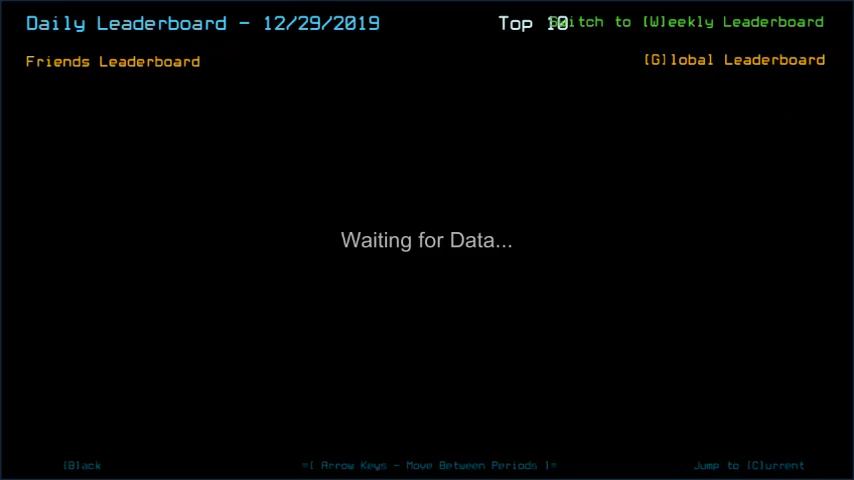 Daily Leaderboard - 12/29/2019
Top 10
Switch to [W]eekly Leaderboard
Friends Leaderboard
[G]lobal Leaderboard
Waiting for Data...
[B]ack
=[ Arrow Keys - Move Between Periods ]=
Jump to [C]urrent